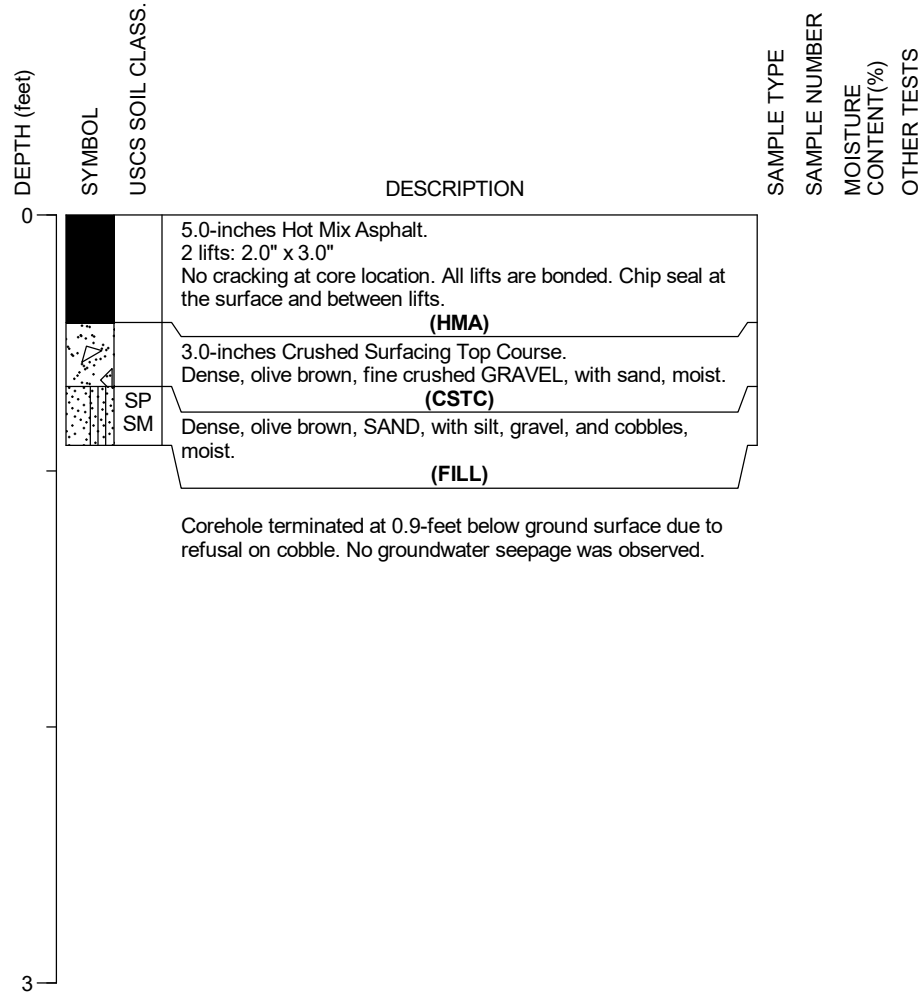 DEPTH (feet)
SYMBOL
USCS SOIL CLASS.
DESCRIPTION
SAMPLE TYPE
SAMPLE NUMBER
MOISTURE
CONTENT(%)
OTHER TESTS
0
5.0-inches Hot Mix Asphalt.
2 lifts: 2.0" x 3.0"
No cracking at core location. All lifts are bonded. Chip seal at
the surface and between lifts.
(HMA)
3.0-inches Crushed Surfacing Top Course.
Dense, olive brown, fine crushed GRAVEL, with sand, moist.
(CSTC)
SP
SM
Dense, olive brown, SAND, with silt, gravel, and cobbles,
moist.
(FILL)
Corehole terminated at 0.9-feet below ground surface due to
refusal on cobble. No groundwater seepage was observed.
3